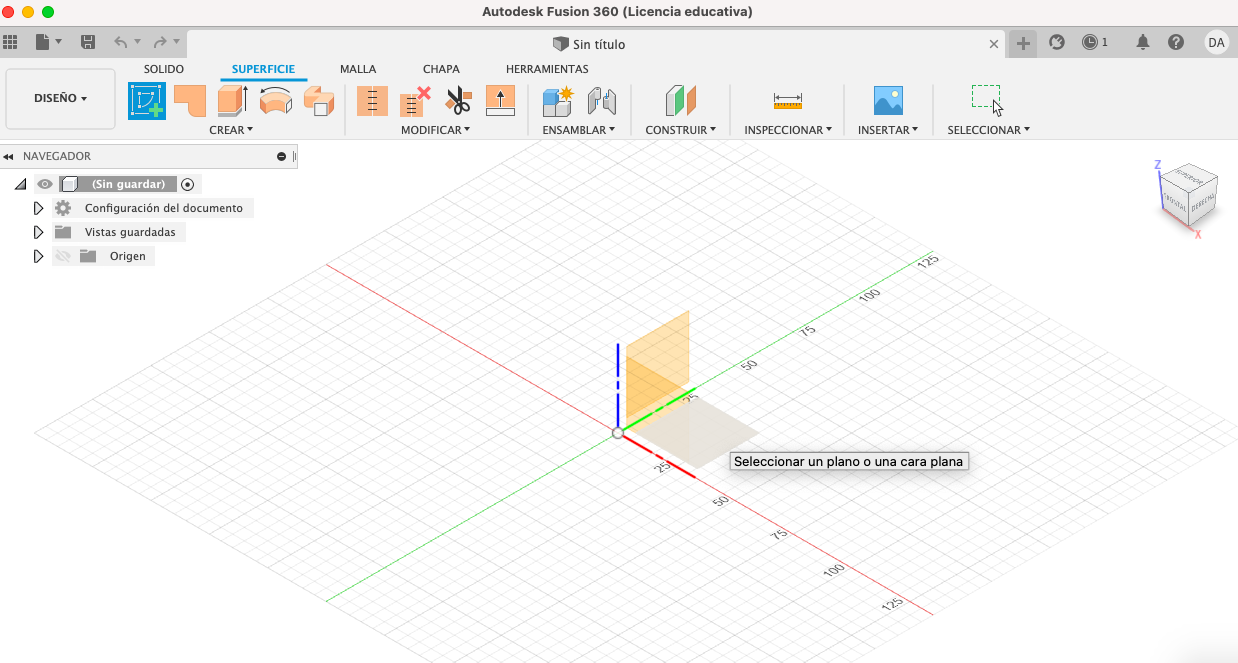 Autodesk Fusion 360 (Licencia educativa)
Sin título
1
DA
SOLIDO
SUPERFICIE
MALLA
CHAPA
HERRAMIENTAS
DISEÑO
CREAR
MODIFICAR
ENSAMBLAR
CONSTRUIR
INSPECCIONAR
INSERTAR
SELECCIONAR
NAVEGADOR
(Sin guardar)
Configuración del documento
Vistas guardadas
Origen
Z
SUPERIOR
FRONTAL
DERECHA
X
125
100
75
50
25
Seleccionar un plano o una cara plana
25
50
75
100
125